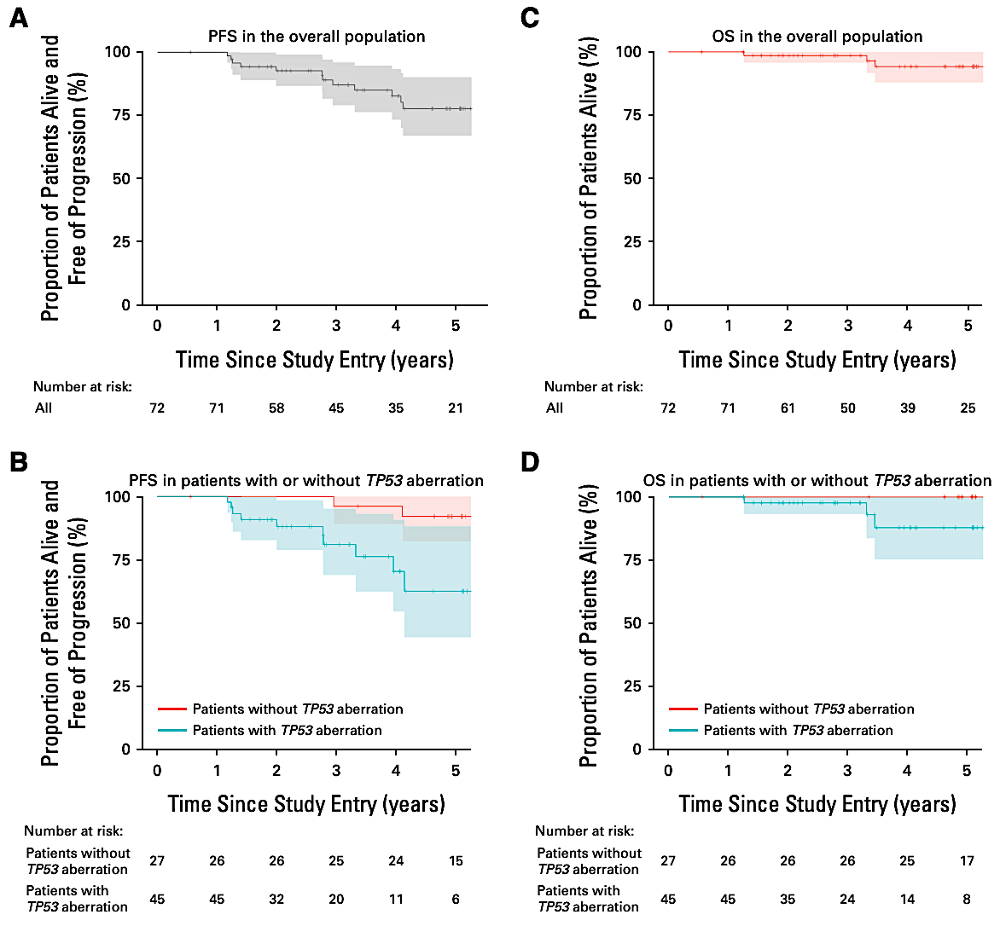 A
PFS in the overall population
Proportion of Patients Alive and
Free of Progression (%)
100
75
50
25
0
0 1 2 3 4 5
Time Since Study Entry (years)
Number at risk:
All 72 71 58 45 35 21
C
OS in the overall population
Proportion of Patients Alive (%)
100
75
50
25
0
0 1 2 3 4 5
Time Since Study Entry (years)
Number at risk:
All 72 71 61 50 39 25
B
PFS in patients with or without TP53 aberration
Proportion of Patients Alive and
Free of Progression (%)
100
75
50
25
0
Patients without TP53 aberration
Patients with TP53 aberration
0 1 2 3 4 5
Time Since Study Entry (years)
Number at risk:
Patients without
TP53 aberration 27 26 26 25 24 15
Patients with
TP53 aberration 45 45 32 20 11 6
D
OS in patients with or without TP53 aberration
Proportion of Patients Alive (%)
100
75
50
25
0
Patients without TP53 aberration
Patients with TP53 aberration
0 1 2 3 4 5
Time Since Study Entry (years)
Number at risk:
Patients without
TP53 aberration 27 26 26 26 25 17
Patients with
TP53 aberration 45 45 35 24 14 8